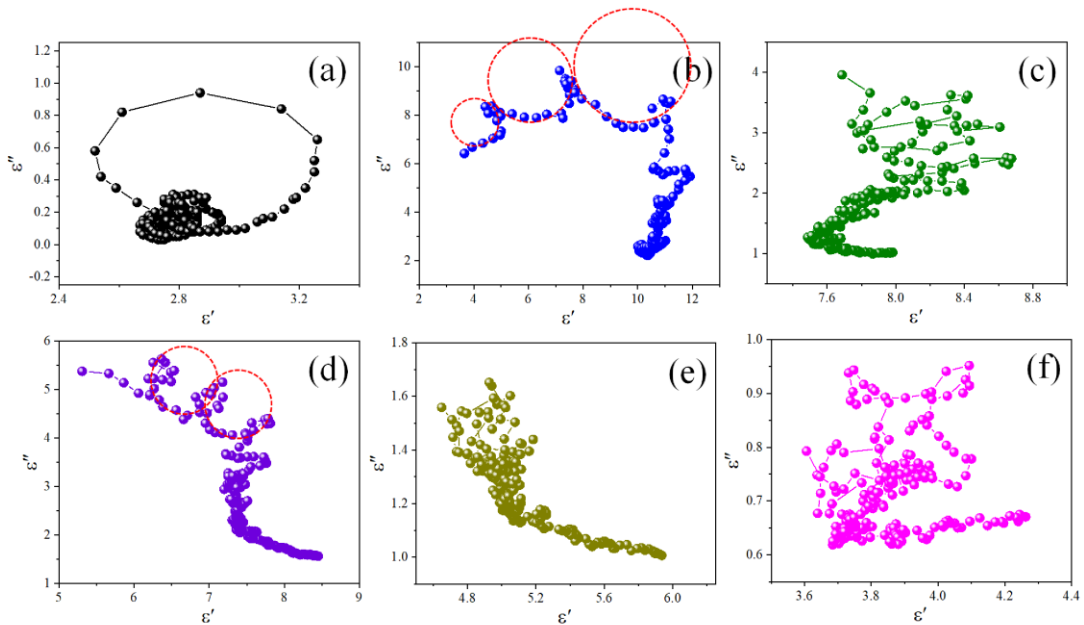 (a)
ε″
1.2
1.0
0.8
0.6
0.4
0.2
0.0
-0.2
2.4 2.8 3.2
ε′
(b)
ε″
10
8
6
4
2
2 4 6 8 10 12
ε′
(c)
ε″
4
3
2
1
7.6 8.0 8.4 8.8
ε′
(d)
ε″
6
5
4
3
2
1
5 6 7 8 9
ε′
(e)
ε″
1.8
1.6
1.4
1.2
1.0
4.8 5.2 5.6 6.0
ε′
(f)
ε″
1.0
0.9
0.8
0.7
0.6
3.6 3.8 4.0 4.2 4.4
ε′